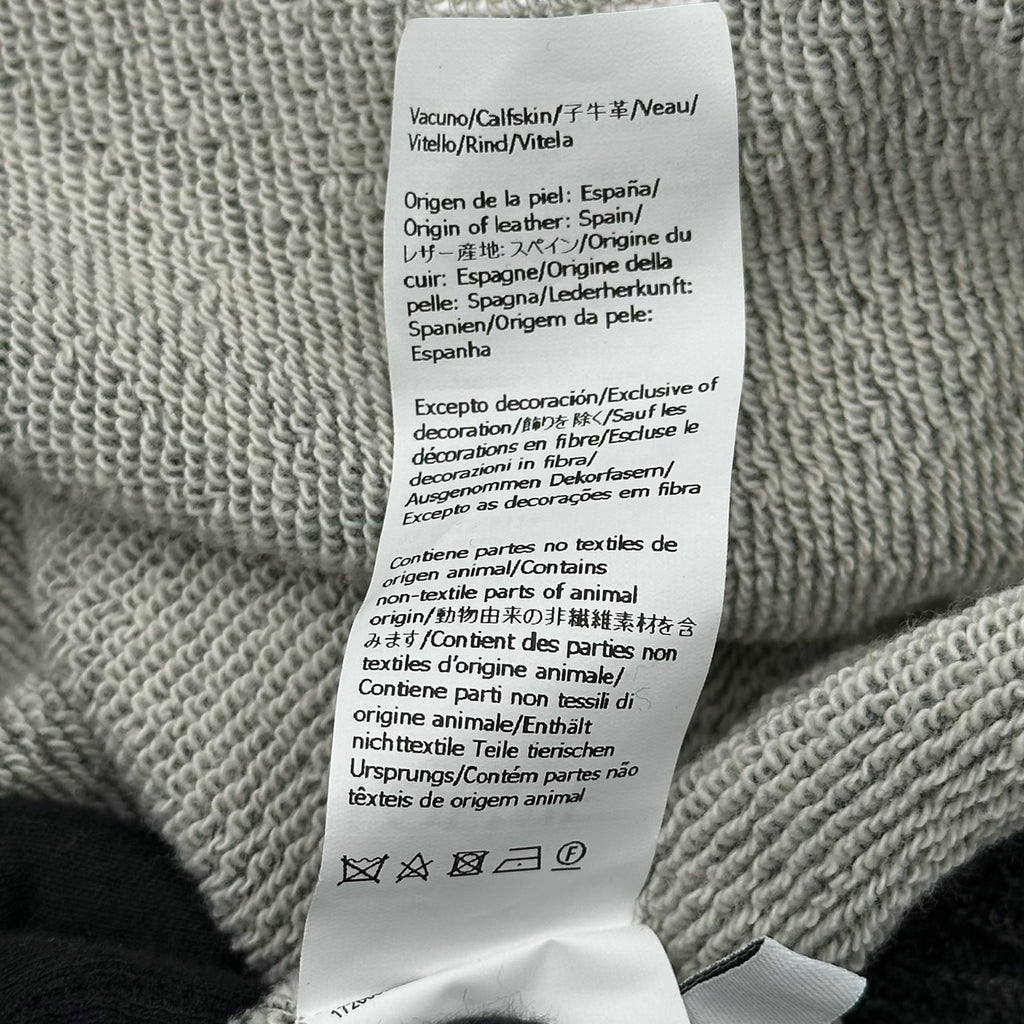 Vacuno/Calfskin/子牛革/Veau/
Vitello/Rind/Vitela
Origen de la piel: España/
Origin of leather: Spain/
レザー産地: スペイン/Origine du
cuir: Espagne/Origine della
pelle: Spagna/Lederherkunft:
Spanien/Origem da pele:
Espanha
Excepto decoración/Exclusive of
decoration/飾りを除く/Sauf les
décorations en fibre/Escluse le
decorazioni in fibra/
Ausgenommen Dekorfasern/
Excepto as decorações em fibra
Contiene partes no textiles de
origen animal/Contains
non-textile parts of animal
origin/動物由来の非繊維素材を含
みます/Contient des parties non
textiles d'origine animale/
Contiene parti non tessili di
origine animale/Enthält
nichttextile Teile tierischen
Ursprungs/Contém partes não
têxteis de origem animal
F